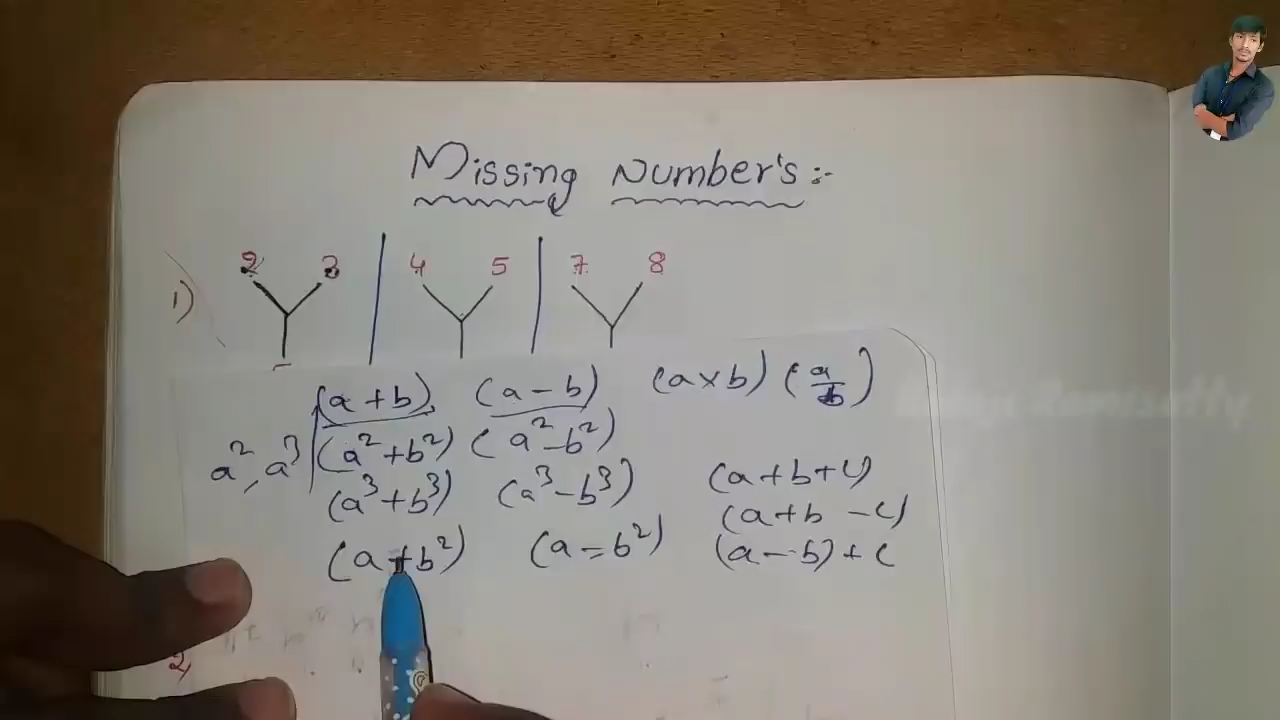 Missing Number's :-
1) 2 3 4 5 7 8
(a + b) (a - b) (a x b) (a/b)
a², a³ (a² + b²) (a² - b²)
(a³ + b³) (a³ - b³) (a + b + c)
(a + b - c)
(a + b²) (a - b²) (a - b) + c
2,